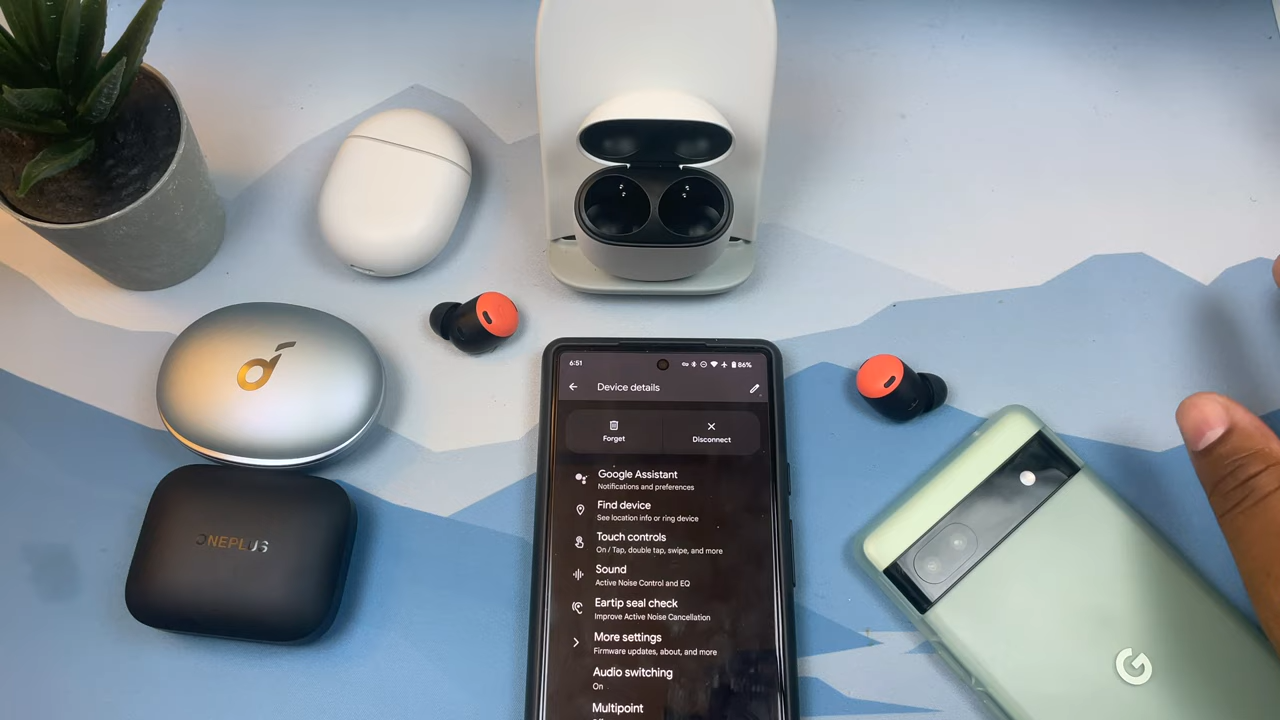 6:51
86%
Device details
Forget
Disconnect
Google Assistant
Notifications and preferences
Find device
See location info or ring device
Touch controls
On / Tap, double tap, swipe, and more
Sound
Active Noise Control and EQ
Eartip seal check
Improve Active Noise Cancellation
More settings
Firmware updates, about, and more
Audio switching
On
Multipoint
ONEPLUS
G